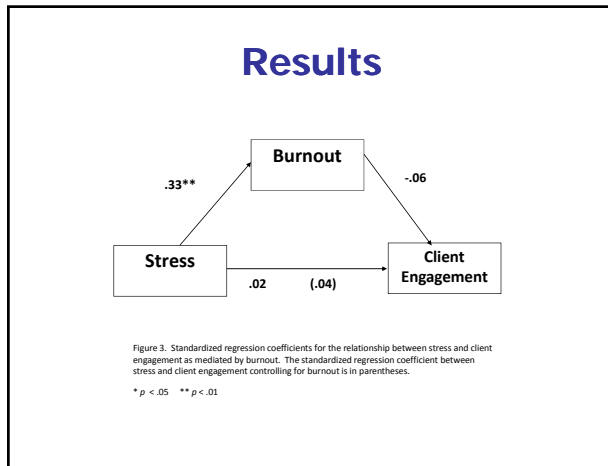 Results
Burnout
.33**
-.06
Stress
Client
Engagement
.02 (.04)
Figure 3. Standardized regression coefficients for the relationship between stress and client
engagement as mediated by burnout. The standardized regression coefficient between
stress and client engagement controlling for burnout is in parentheses.
* p < .05 ** p < .01